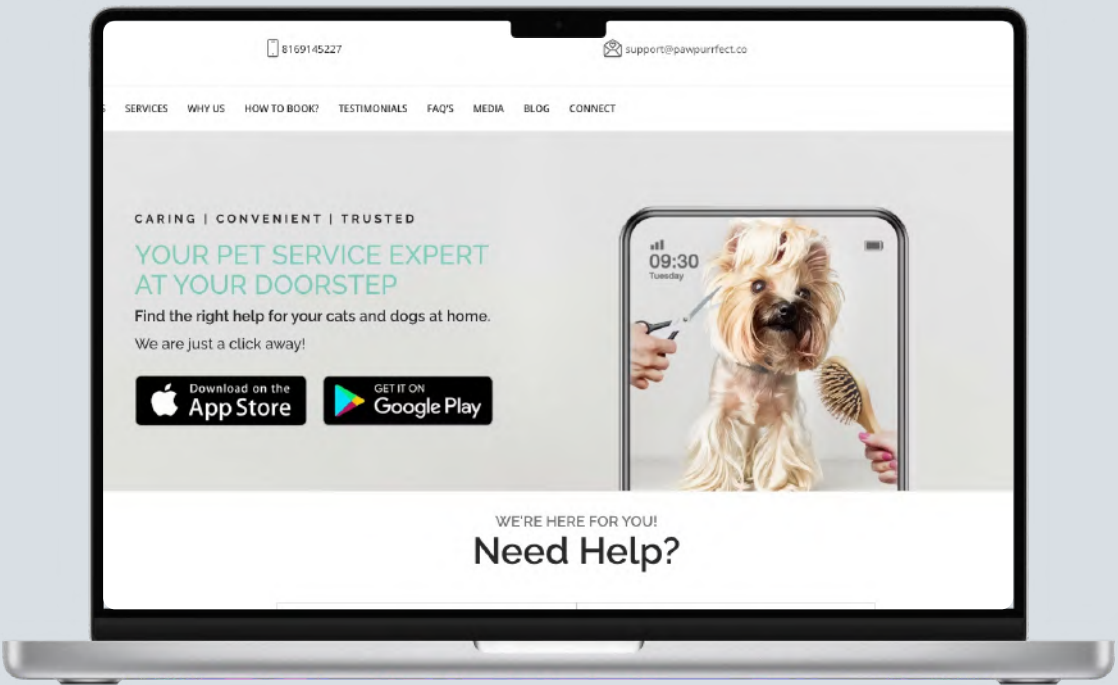 8169145227
support@pawpurrfect.co
SERVICES WHY US HOW TO BOOK? TESTIMONIALS FAQ'S MEDIA BLOG CONNECT
CARING | CONVENIENT | TRUSTED
YOUR PET SERVICE EXPERT
AT YOUR DOORSTEP
Find the right help for your cats and dogs at home.
We are just a click away!
Download on the
App Store
GET IT ON
Google Play
09:30
Tuesday
WE'RE HERE FOR YOU!
Need Help?